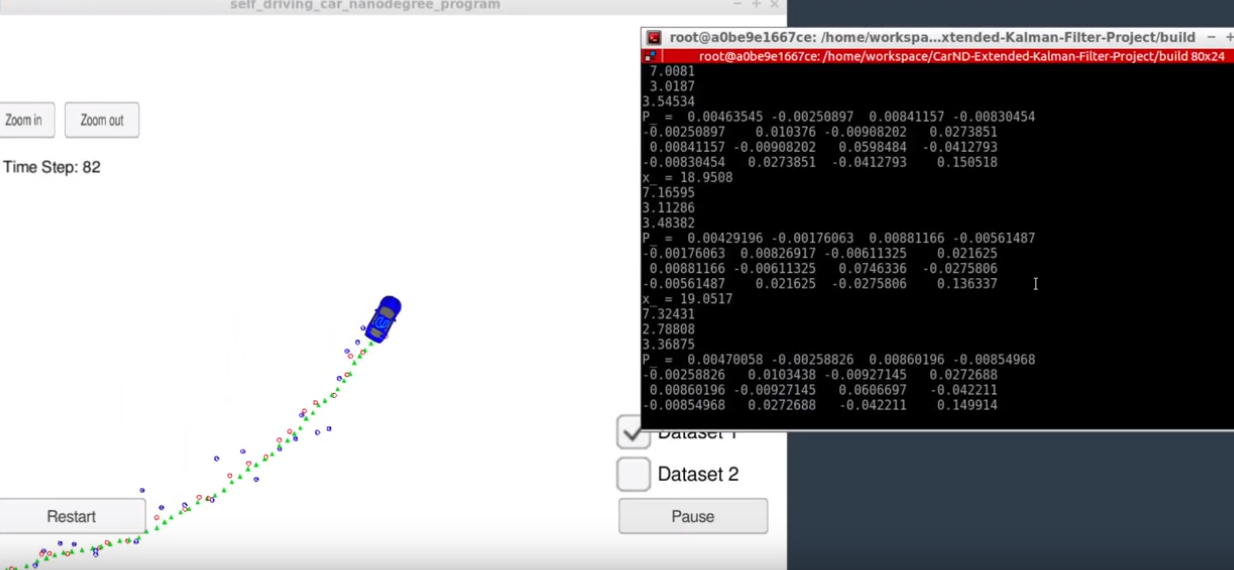 self_driving_car_nanodegree_program
Zoom in
Zoom out
Time Step: 82
Restart
root@a0be9e1667ce: /home/workspa...xtended-Kalman-Filter-Project/build
root@a0be9e1667ce: /home/workspace/CarND-Extended-Kalman-Filter-Project/build 80x24
7.0081
3.0187
3.54534
P_ = 0.00463545 -0.00250897 0.00841157 -0.00830454
-0.00250897 0.010376 -0.00908202 0.0273851
0.00841157 -0.00908202 0.0598484 -0.0412793
-0.00830454 0.0273851 -0.0412793 0.150518
x_ = 18.9508
7.16595
3.11286
3.48382
P_ = 0.00429196 -0.00176063 0.00881166 -0.00561487
-0.00176063 0.00826917 -0.00611325 0.021625
0.00881166 -0.00611325 0.0746336 -0.0275806
-0.00561487 0.021625 -0.0275806 0.136337
x_ = 19.0517
7.32431
2.78808
3.36875
P_ = 0.00470058 -0.00258826 0.00860196 -0.00854968
-0.00258826 0.0103438 -0.00927145 0.0272688
0.00860196 -0.00927145 0.0606697 -0.042211
-0.00854968 0.0272688 -0.042211 0.149914
Dataset 1
Dataset 2
Pause